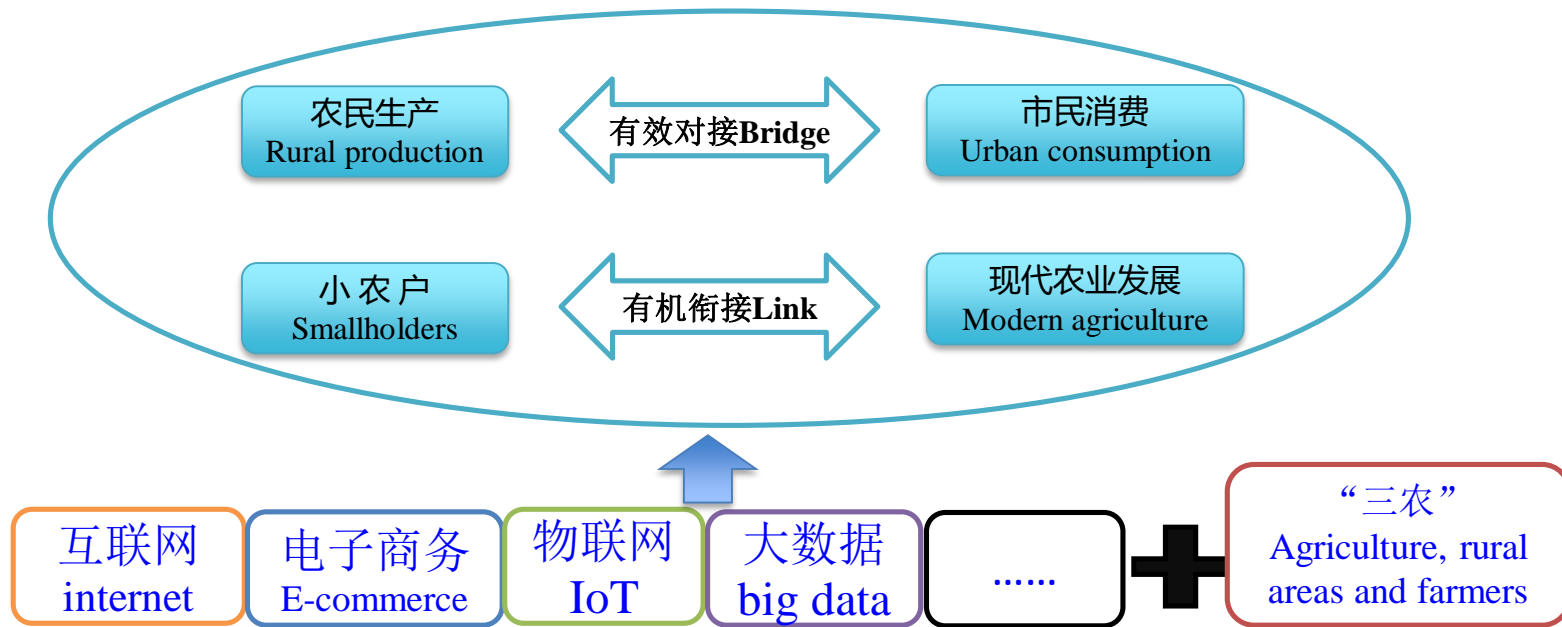 农民生产
Rural production
有效对接Bridge
市民消费
Urban consumption
小 农 户
Smallholders
有机衔接Link
现代农业发展
Modern agriculture
互联网
internet
电子商务
E-commerce
物联网
IoT
大数据
big data
……
“三农”
Agriculture, rural
areas and farmers